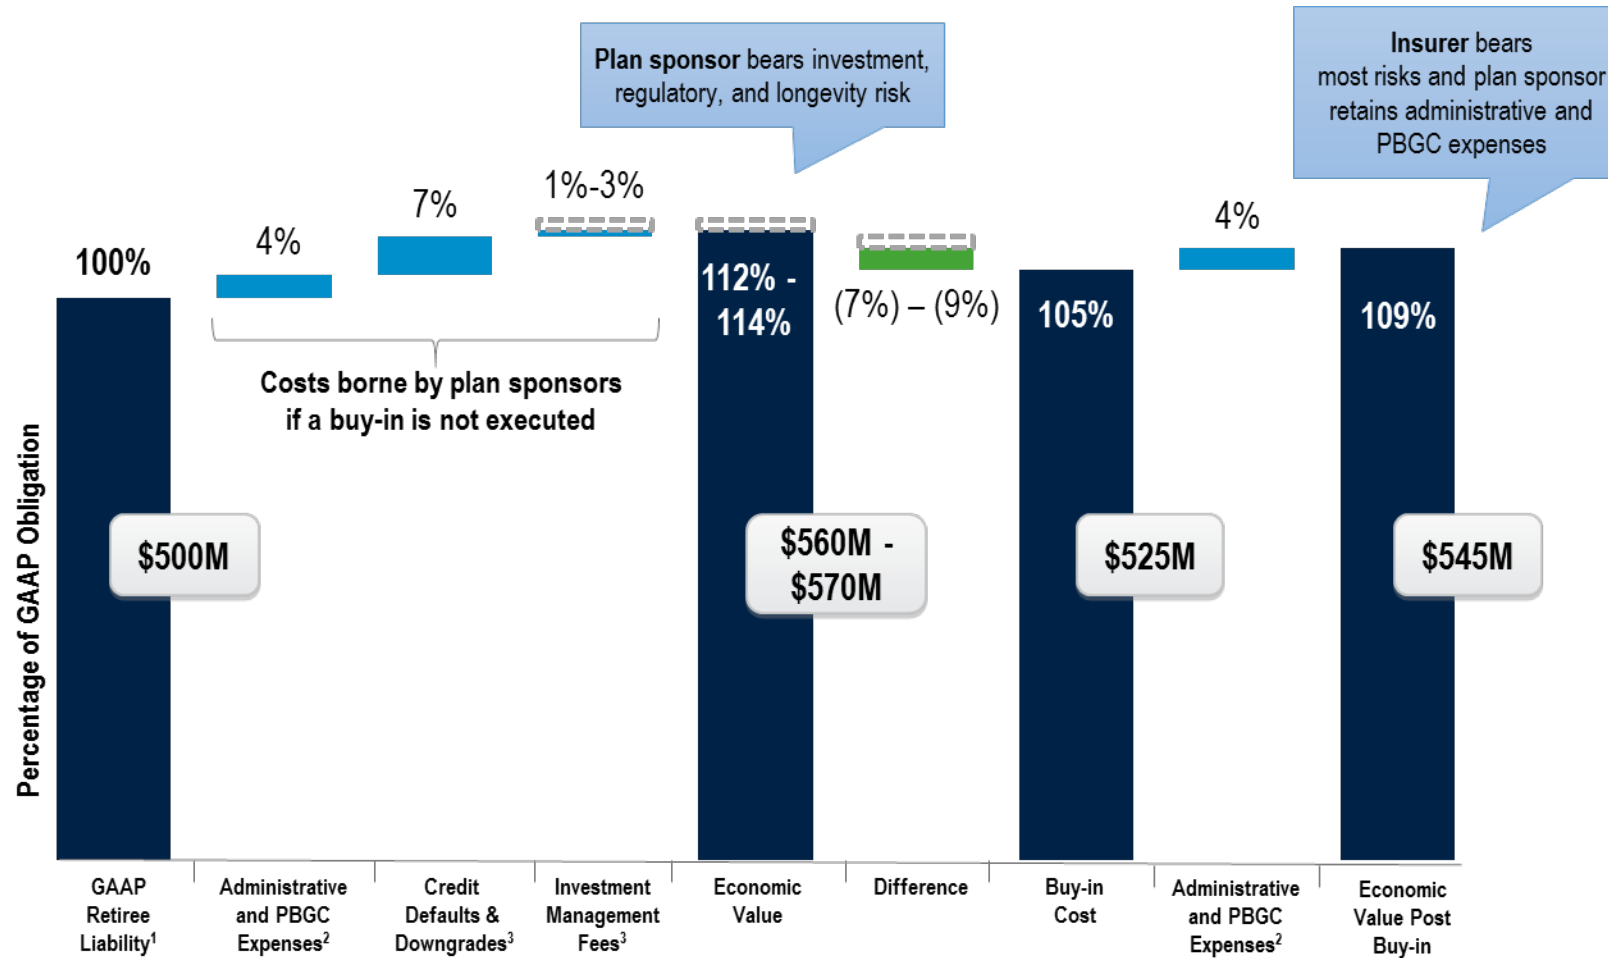 Plan sponsor bears investment,
regulatory, and longevity risk
Insurer bears
most risks and plan sponsor
retains administrative and
PBGC expenses
100%
4%
7%
1%-3%
112% -
114%
(7%) – (9%)
105%
4%
109%
Costs borne by plan sponsors
if a buy-in is not executed
Percentage of GAAP Obligation
$500M
$560M -
$570M
$525M
$545M
GAAP
Retiree
Liability¹
Administrative
and PBGC
Expenses²
Credit
Defaults &
Downgrades³
Investment
Management
Fees³
Economic
Value
Difference
Buy-in
Cost
Administrative
and PBGC
Expenses²
Economic
Value Post
Buy-in